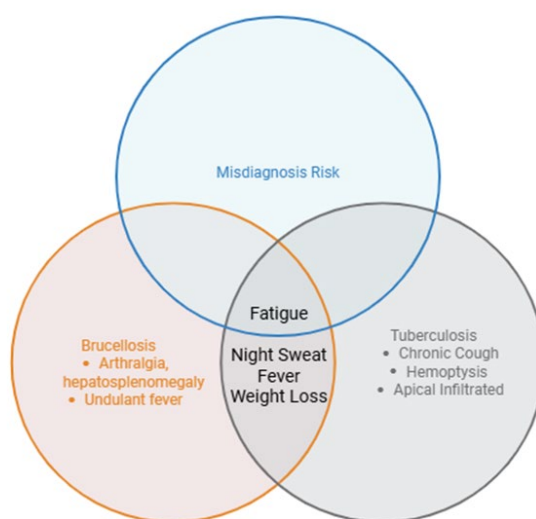 Misdiagnosis Risk
Fatigue
Night Sweat
Fever
Weight Loss
Brucellosis
• Arthralgia,
hepatosplenomegaly
• Undulant fever
Tuberculosis
• Chronic Cough
• Hemoptysis
• Apical Infiltrated